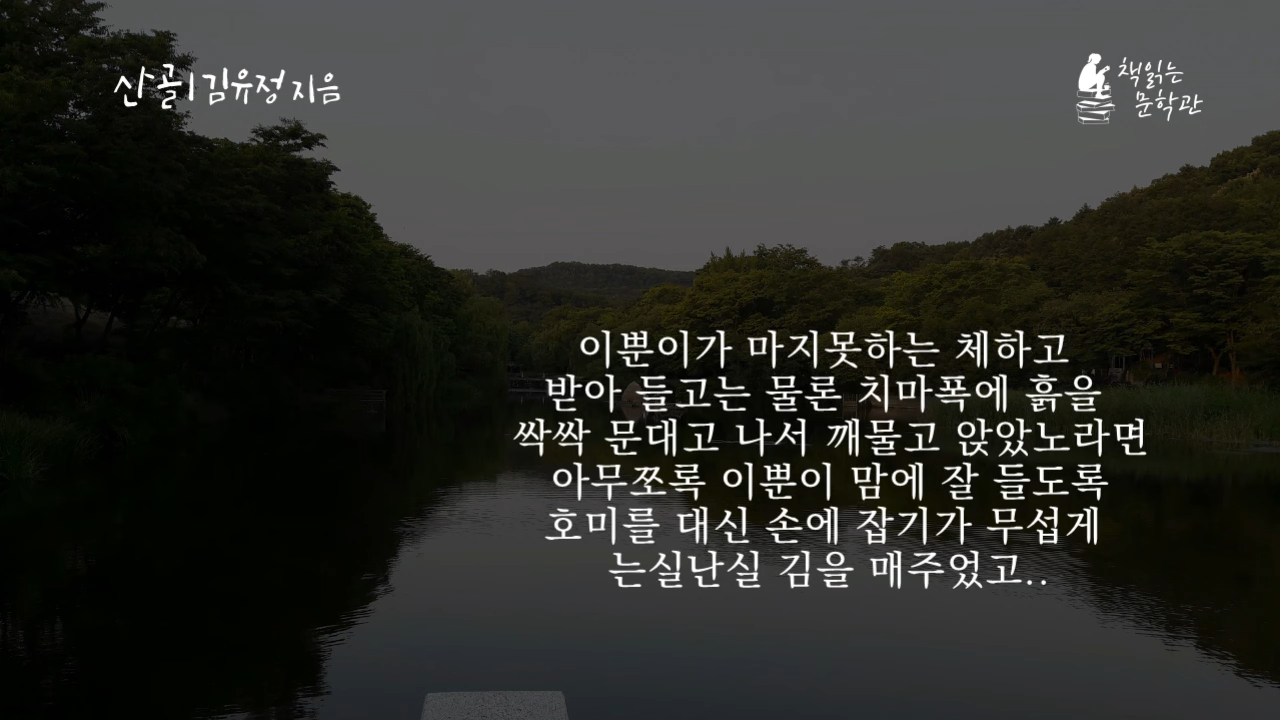 산골 | 김유정 지음
책읽는
문학관
이뿐이가 마지못하는 체하고
받아 들고는 물론 치마폭에 흙을
싹싹 문대고 나서 깨물고 앉았노라면
아무쪼록 이뿐이 맘에 잘 들도록
호미를 대신 손에 잡기가 무섭게
는실난실 김을 매주었고..